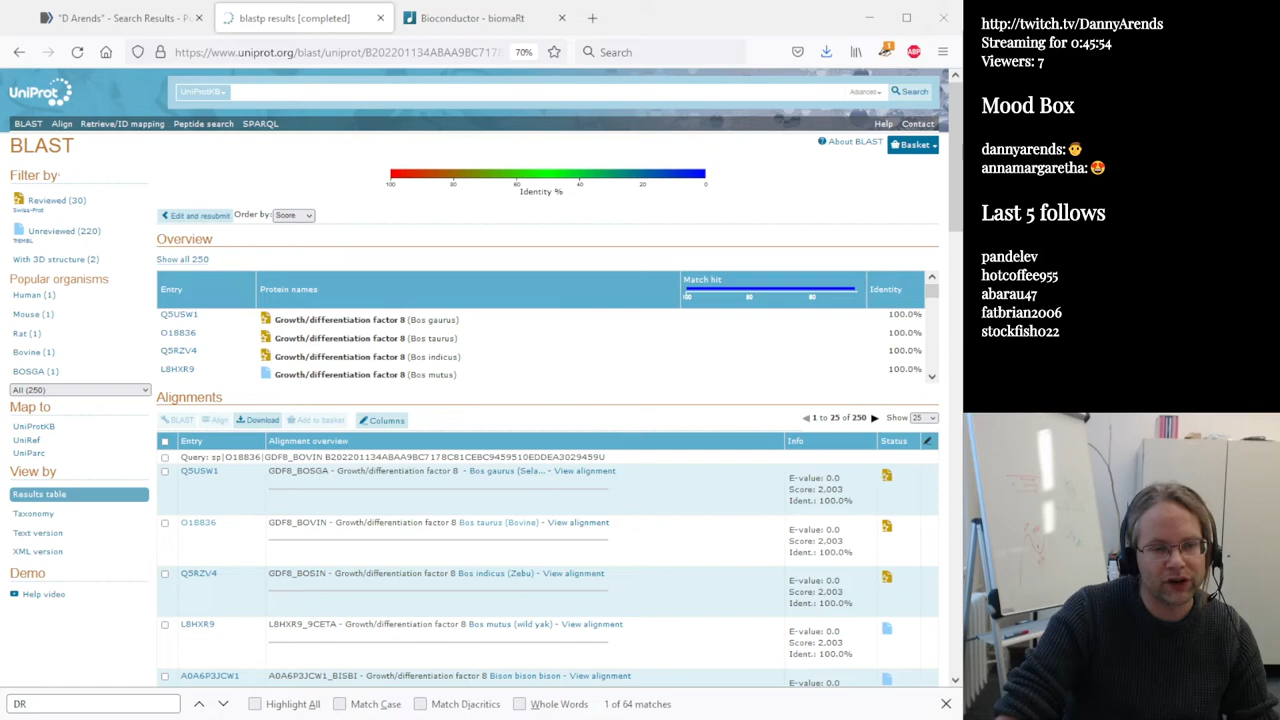 "D Arends" - Search Results - Pu
blastp results [completed]
Bioconductor - biomaRt
https://www.uniprot.org/blast/uniprot/B202201134ABAA9BC7178
70%
Search
UniProt
UniProtKB
Advanced
Search
BLAST
Align
Retrieve/ID mapping
Peptide search
SPARQL
Help
Contact
BLAST
About BLAST
Basket
Filter by
100
80
60
40
20
0
Identity %
Reviewed (30)
Swiss-Prot
Edit and resubmit
Order by:
Score
Unreviewed (220)
TrEMBL
Overview
With 3D structure (2)
Show all 250
Popular organisms
Human (1)
Mouse (1)
Rat (1)
Bovine (1)
BOSGA (1)
All (250)
Entry
Protein names
Match hit
Identity
Q5USW1
Growth/differentiation factor 8 (Bos gaurus)
100.0%
O18836
Growth/differentiation factor 8 (Bos taurus)
100.0%
Q5RZV4
Growth/differentiation factor 8 (Bos indicus)
100.0%
L8HXR9
Growth/differentiation factor 8 (Bos mutus)
100.0%
Map to
UniProtKB
UniRef
UniParc
View by
Results table
Taxonomy
Text version
XML version
Demo
Help video
Alignments
BLAST
Align
Download
Add to basket
Columns
1 to 25 of 250
Show
25
Entry
Alignment overview
Info
Status
Query: sp|O18836|GDF8_BOVIN B202201134ABAA9BC7178C81CEBC9459510EDDEA3029459U
Q5USW1
GDF8_BOSGA - Growth/differentiation factor 8 - Bos gaurus (Sela... - View alignment
E-value: 0.0
Score: 2,003
Ident.: 100.0%
O18836
GDF8_BOVIN - Growth/differentiation factor 8 Bos taurus (Bovine) - View alignment
E-value: 0.0
Score: 2,003
Ident.: 100.0%
Q5RZV4
GDF8_BOSIN - Growth/differentiation factor 8 Bos indicus (Zebu) - View alignment
E-value: 0.0
Score: 2,003
Ident.: 100.0%
L8HXR9
L8HXR9_9CETA - Growth/differentiation factor 8 Bos mutus (wild yak) - View alignment
E-value: 0.0
Score: 2,003
Ident.: 100.0%
A0A6P3JCW1
A0A6P3JCW1_BISBI - Growth/differentiation factor 8 Bison bison bison - View alignment
E-value: 0.0
DR
Highlight All
Match Case
Match Diacritics
Whole Words
1 of 64 matches
http://twitch.tv/DannyArends
Streaming for 0:45:54
Viewers: 7
Mood Box
dannyarends:
annamargaretha:
Last 5 follows
pandelev
hotcoffee955
abarau47
fatbrian2006
stockfish022